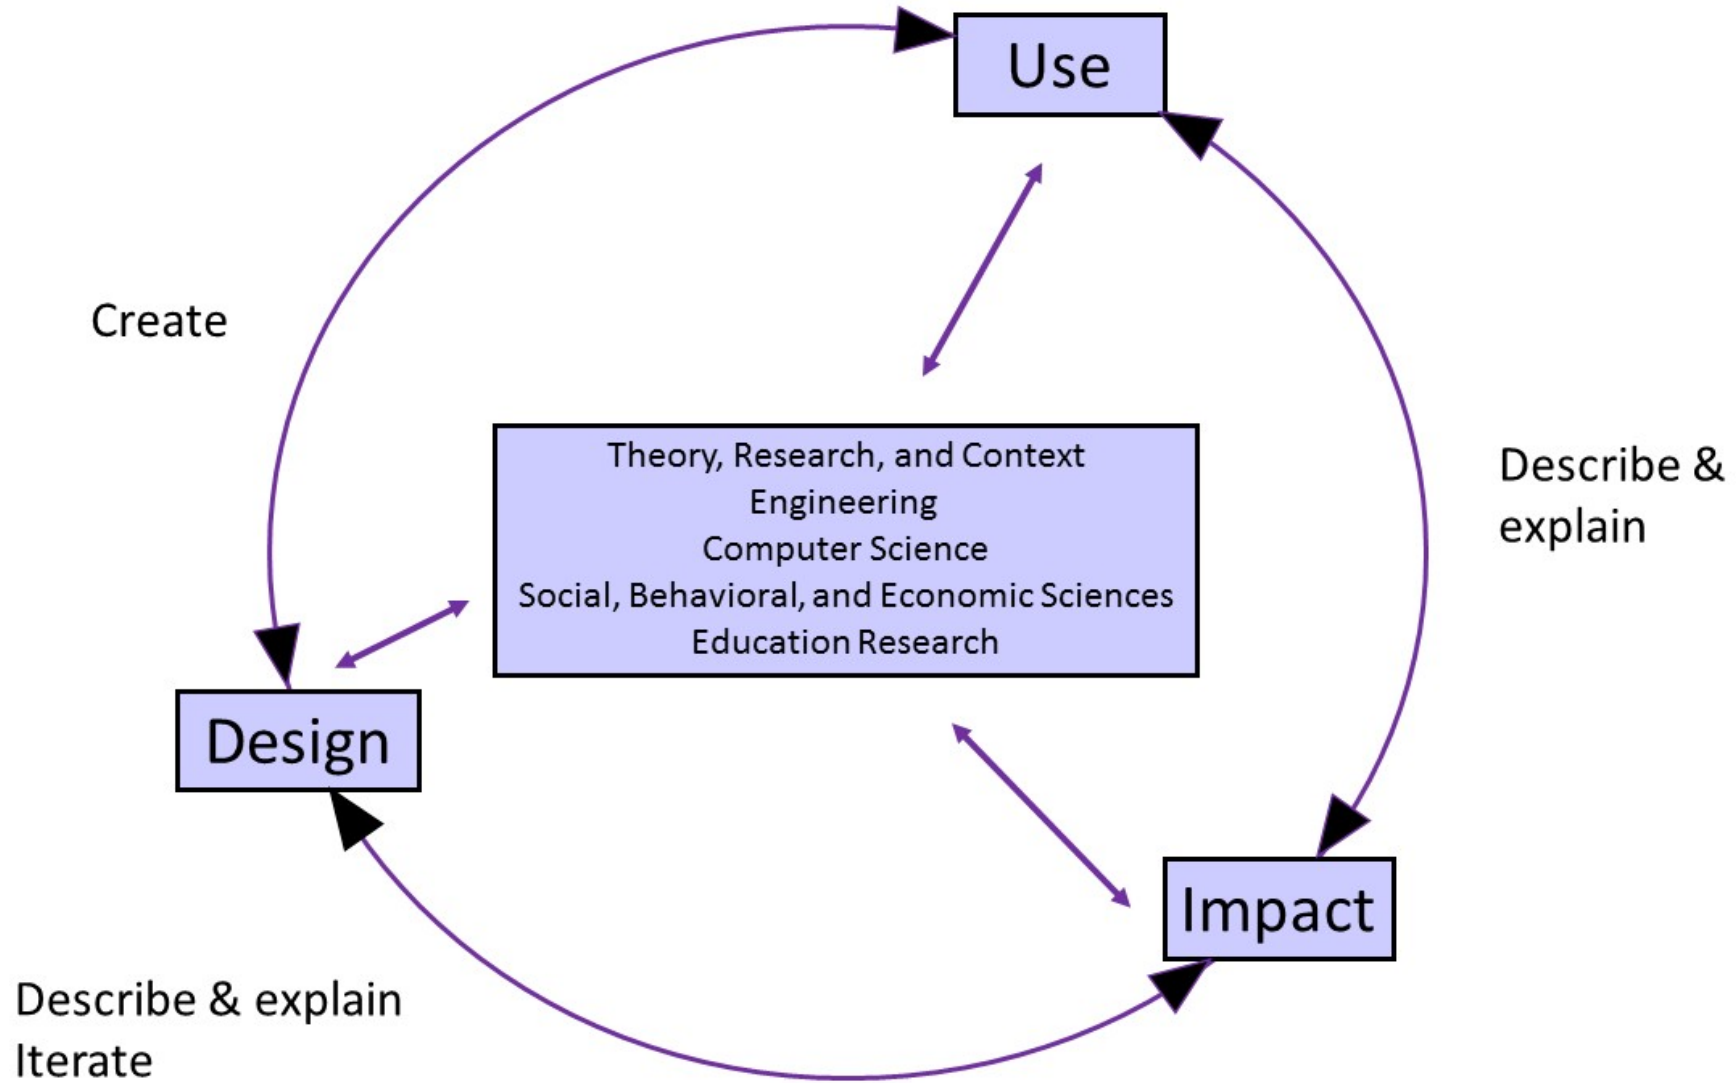 Use
Create
Theory, Research, and Context
Engineering
Computer Science
Social, Behavioral, and Economic Sciences
Education Research
Describe &
explain
Design
Impact
Describe & explain
Iterate